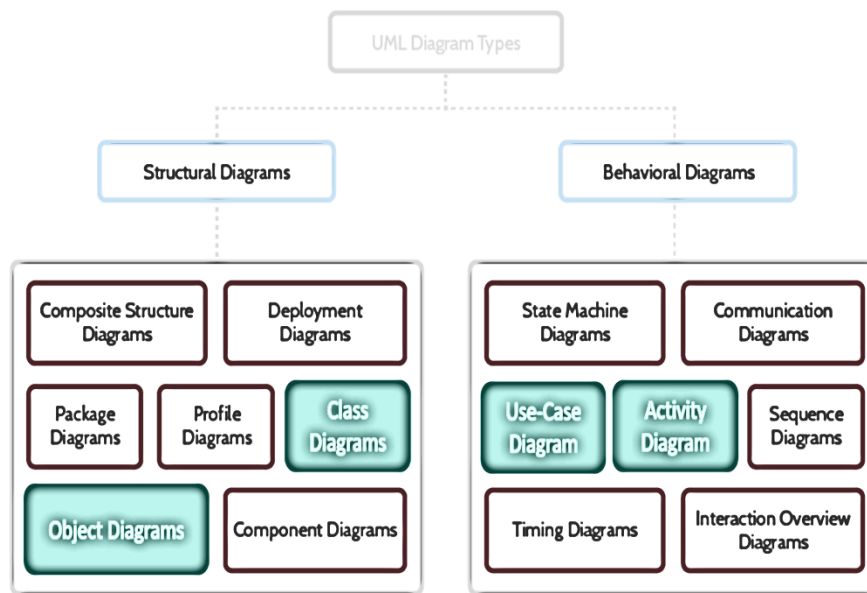 UML Diagram Types
Structural Diagrams
Behavioral Diagrams
Composite Structure
Diagrams
Deployment
Diagrams
Package
Diagrams
Profile
Diagrams
Class
Diagrams
Object Diagrams
Component Diagrams
State Machine
Diagrams
Communication
Diagrams
Use-Case
Diagram
Activity
Diagram
Sequence
Diagrams
Timing Diagrams
Interaction Overview
Diagrams